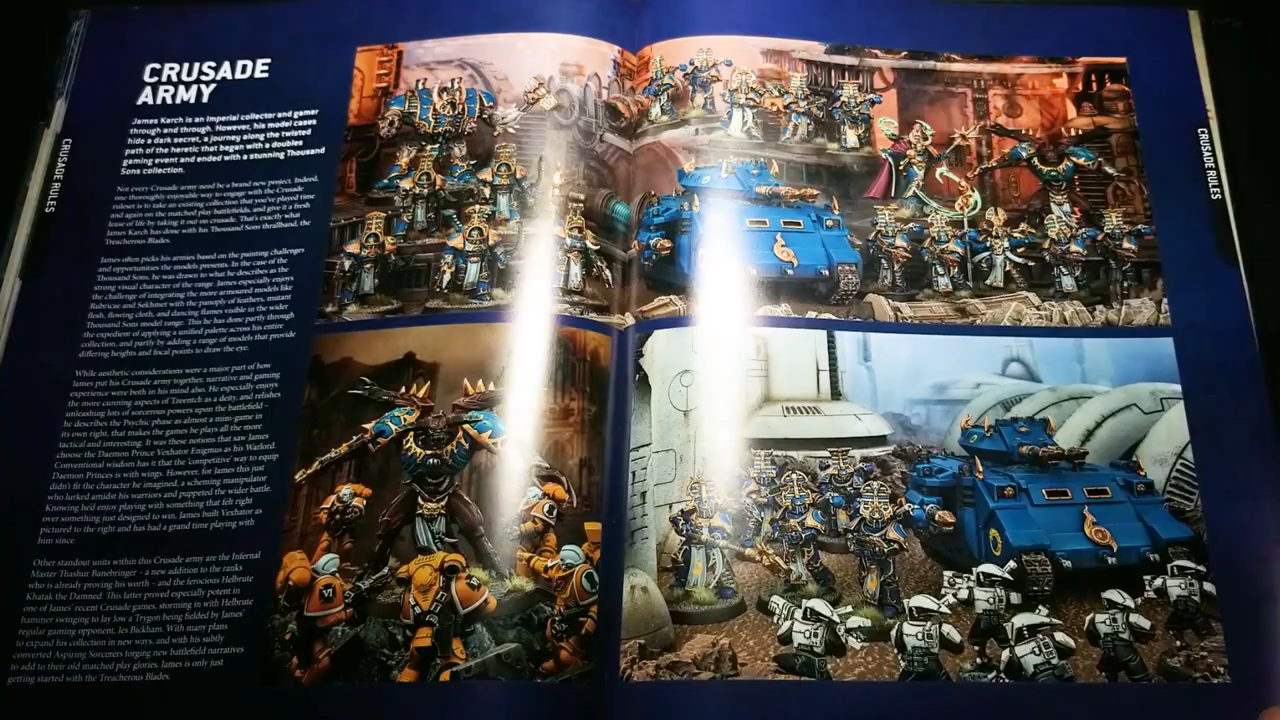 CRUSADE
ARMY
James Karch is an Imperial collector and gamer
through and through. However, his model cases
hide a dark secret, a journey along the twisted
path of the heretic that began with a doubles
gaming event and ended with a stunning Thousand
Sons collection.
Not every Crusade army need be a brand new project. Indeed,
one thoroughly enjoyable way to engage with the Crusade
ruleset is to take an existing collection that you've played time
and again on the matched play battlefields, and give it a fresh
lease of life by taking it out on crusade. That's exactly what
James Karch has done with his Thousand Sons thrallband, the
Treacherous Blades.
James often picks his armies based on the painting challenges
and opportunities the models presents. In the case of the
Thousand Sons, he was drawn to what he describes as the
strong visual character of the range. James especially enjoys
the challenge of integrating the more armoured models like
Rubricae and Sekhmet with the panoply of feathers, mutant
flesh, flowing cloth, and dancing flames visible in the wider
Thousand Sons model range. This he has done partly through
the expedient of applying a unified palette across his entire
collection, and partly by adding a range of models that provide
differing heights and focal points to draw the eye.
While aesthetic considerations were a major part of how
James put his Crusade army together, narrative and gaming
experience were both in his mind also. He especially enjoys
the more cunning aspects of Tzeentch as a deity, and relishes
unleashing lots of sorcerous powers upon the battlefield –
he describes the Psychic phase as almost a mini-game in
its own right, that makes the games he plays all the more
tactical and interesting. It was these notions that saw James
choose the Daemon Prince Vexhator Enigmus as his Warlord.
Conventional wisdom has it that the 'competitive' way to equip
Daemon Princes is with wings. However, for James this just
didn't fit the character he imagined, a scheming manipulator
who lurked amidst his warriors and puppeted the wider battle.
Knowing he'd enjoy playing with something that felt right
over something just designed to win, James built Vexhator as
pictured to the right and has had a grand time playing with
him since.
Other standout units within this Crusade army are the Infernal
Master Thashur Banebringer – a new addition to the ranks
who is already proving his worth – and the ferocious Helbrute
Khatak the Damned. This latter proved especially potent in
one of James' recent Crusade games, storming in with Helbrute
hammer swinging to lay low a Trygon being fielded by James'
regular gaming opponent, Jes Bickham. With many plans
to expand his collection in new ways, and with his subtly
converted Aspiring Sorcerers forging new battlefield narratives
to add to their old matched play glories, James is only just
getting started with the Treacherous Blades.
CRUSADE RULES
CRUSADE RULES
VI